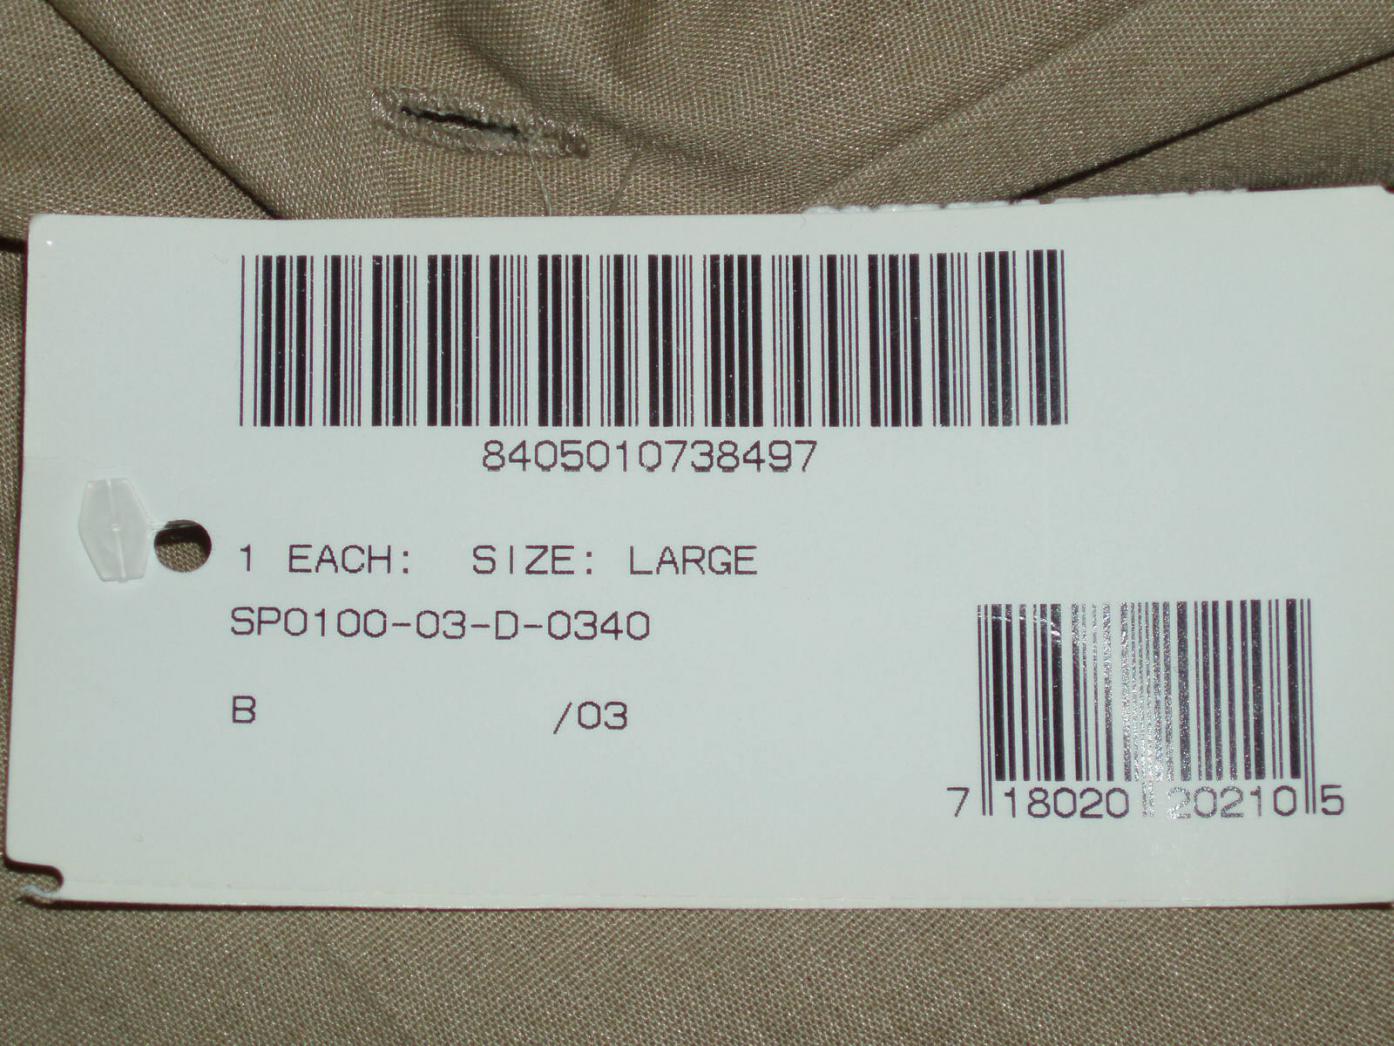 8405010738497
1 EACH: SIZE: LARGE
SP0100-03-D-0340
B /03
7 18020 20210 5